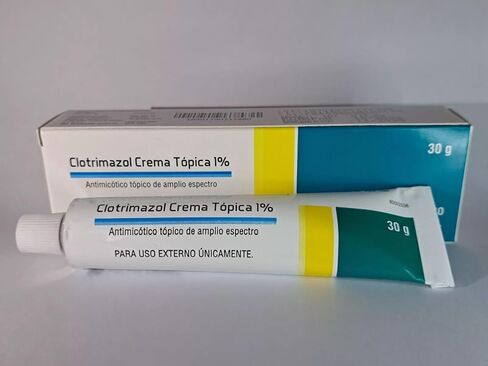 Clotrimazol Crema Tópica 1%
Antimicótico tópico de amplio espectro
30 g
Clotrimazol Crema Tópica 1%
Antimicótico tópico de amplio espectro
PARA USO EXTERNO ÚNICAMENTE.
30 g